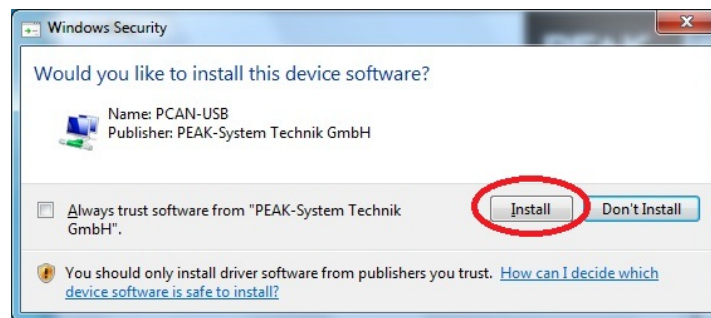 Windows Security
Would you like to install this device software?
Name: PCAN-USB
Publisher: PEAK-System Technik GmbH
Always trust software from "PEAK-System Technik
GmbH".
Install
Don't Install
You should only install driver software from publishers you trust. How can I decide which
device software is safe to install?